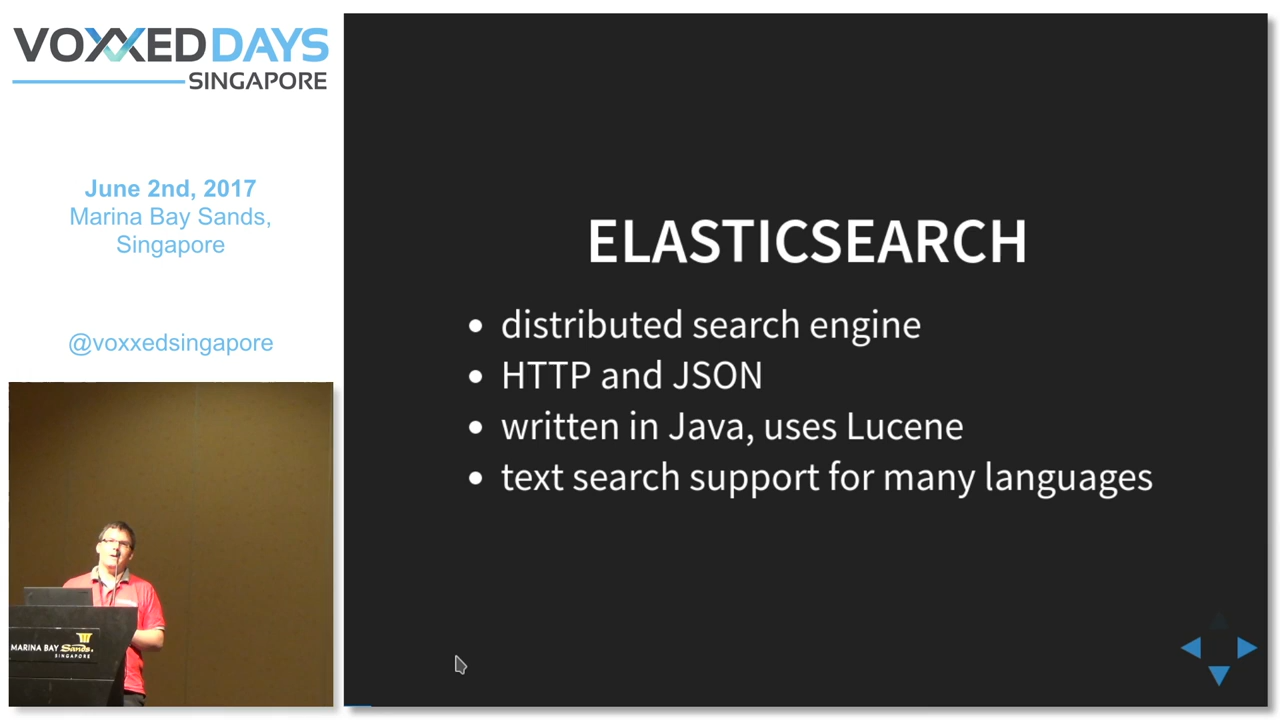 VOXXEDDAYS
SINGAPORE
June 2nd, 2017
Marina Bay Sands,
Singapore
@voxxedsingapore
MARINA BAY Sands.
SINGAPORE
ELASTICSEARCH
• distributed search engine
• HTTP and JSON
• written in Java, uses Lucene
• text search support for many languages